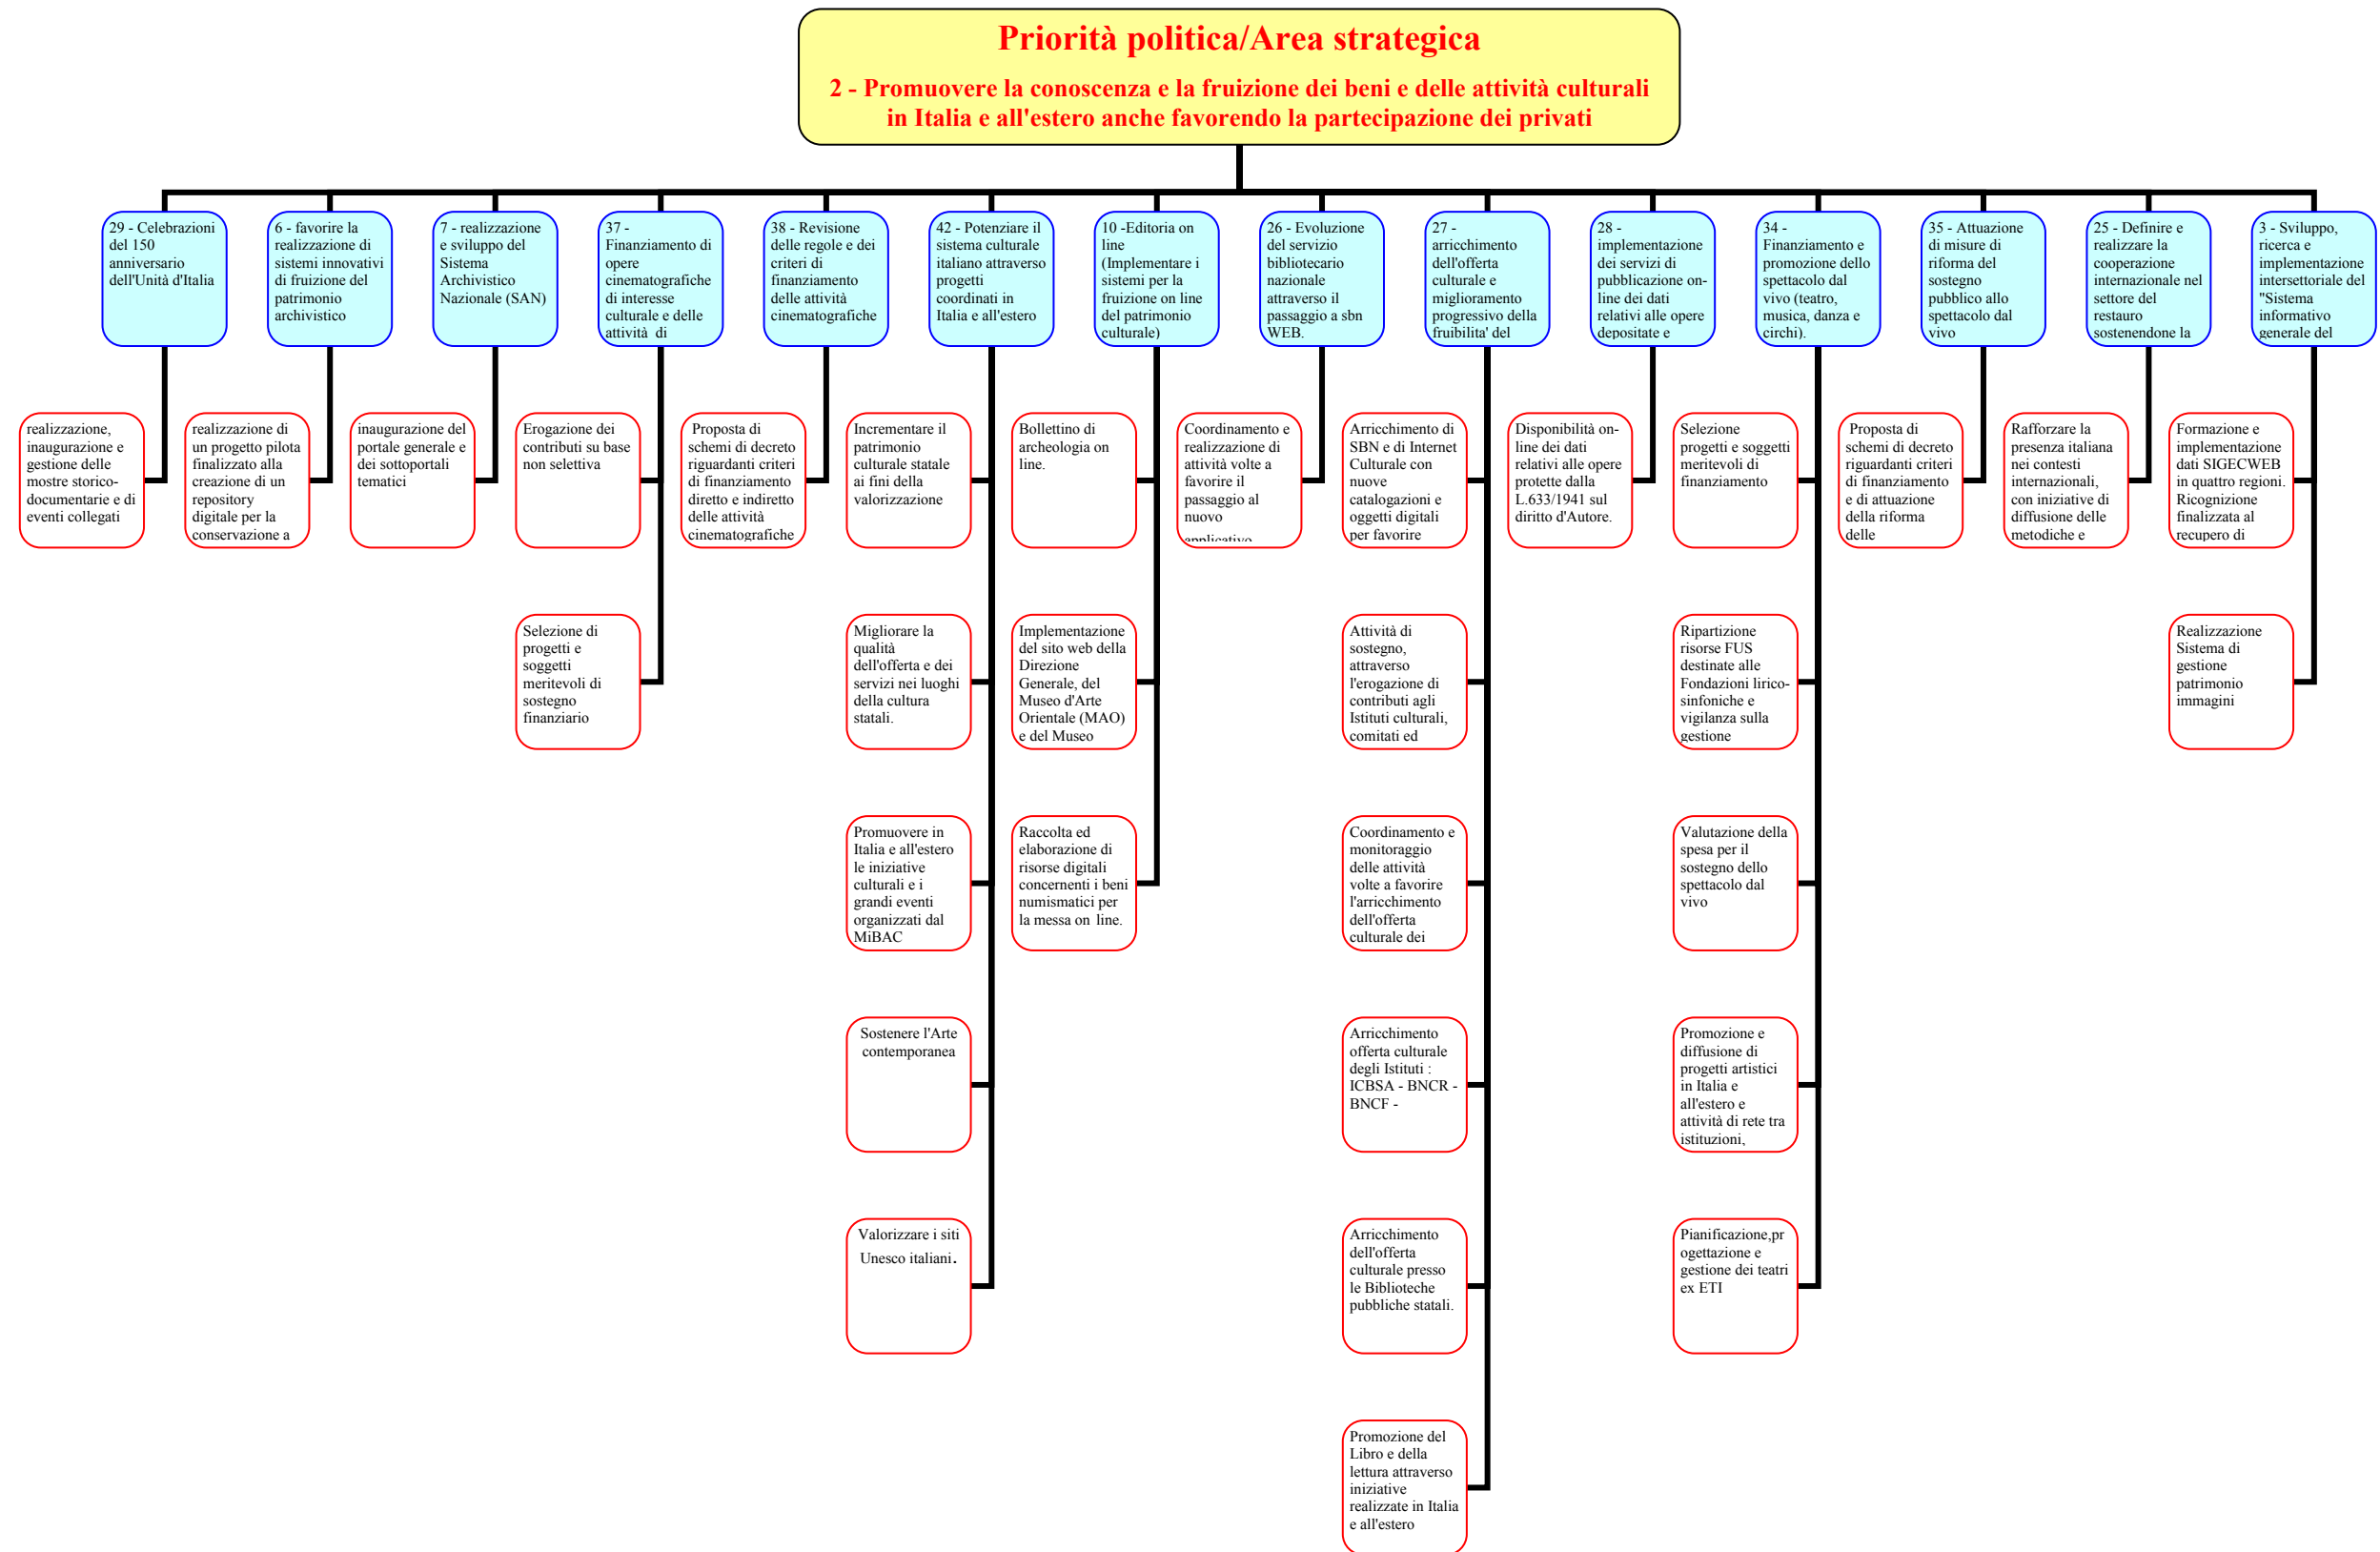 Priorità politica/Area strategica
2 - Promuovere la conoscenza e la fruizione dei beni e delle attività culturali
in Italia e all'estero anche favorendo la partecipazione dei privati
29 - Celebrazioni
del 150
anniversario
dell'Unità d'Italia
6 - favorire la
realizzazione di
sistemi innovativi
di fruizione del
patrimonio
archivistico
7 - realizzazione
e sviluppo del
Sistema
Archivistico
Nazionale (SAN)
37 -
Finanziamento di
opere
cinematografiche
di interesse
culturale e delle
attività  di
38 - Revisione
delle regole e dei
criteri di
finanziamento
delle attività
cinematografiche
42 - Potenziare il
sistema culturale
italiano attraverso
progetti
coordinati in
Italia e all'estero
10 -Editoria on
line
(Implementare i
sistemi per la
fruizione on line
del patrimonio
culturale)
26 - Evoluzione
del servizio
bibliotecario
nazionale
attraverso il
passaggio a sbn
WEB.
27 -
arricchimento
dell'offerta
culturale e
miglioramento
progressivo della
fruibilita' del
28 -
implementazione
dei servizi di
pubblicazione on-
line dei dati
relativi alle opere
depositate e
34 -
Finanziamento e
promozione dello
spettacolo dal
vivo (teatro,
musica, danza e
circhi).
35 - Attuazione
di misure di
riforma del
sostegno
pubblico allo
spettacolo dal
vivo
25 - Definire e
realizzare la
cooperazione
internazionale nel
settore del
restauro
sostenendone la
3 - Sviluppo,
ricerca e
implementazione
intersettoriale del
"Sistema
informativo
generale del
realizzazione,
inaugurazione e
gestione delle
mostre storico-
documentarie e di
eventi collegati
realizzazione di
un progetto pilota
finalizzato alla
creazione di un
repository
digitale per la
conservazione a
inaugurazione del
portale generale e
dei sottoportali
tematici
Erogazione dei
contributi su base
non selettiva
Proposta di
schemi di decreto
riguardanti criteri
di finanziamento
diretto e indiretto
delle attività
cinematografiche
Incrementare il
patrimonio
culturale statale
ai fini della
valorizzazione
Bollettino di
archeologia on
line.
Coordinamento e
realizzazione di
attività volte a
favorire il
passaggio al
nuovo
applicativo
Arricchimento di
SBN e di Internet
Culturale con
nuove
catalogazioni e
oggetti digitali
per favorire
Disponibilità on-
line dei dati
relativi alle opere
protette dalla
L.633/1941 sul
diritto d'Autore.
Selezione
progetti e soggetti
meritevoli di
finanziamento
Proposta di
schemi di decreto
riguardanti criteri
di finanziamento
e di attuazione
della riforma
delle
Rafforzare la
presenza italiana
nei contesti
internazionali,
con iniziative di
diffusione delle
metodiche e
Formazione e
implementazione
dati SIGECWEB
in quattro regioni.
Ricognizione
finalizzata al
recupero di
Selezione di
progetti e
soggetti
meritevoli di
sostegno
finanziario
Migliorare la
qualità
dell'offerta e dei
servizi nei luoghi
della cultura
statali.
Implementazione
del sito web della
Direzione
Generale, del
Museo d'Arte
Orientale (MAO)
e del Museo
Attività di
sostegno,
attraverso
l'erogazione di
contributi agli
Istituti culturali,
comitati ed
Ripartizione
risorse FUS
destinate alle
Fondazioni lirico-
sinfoniche e
vigilanza sulla
gestione
Realizzazione
Sistema di
gestione
patrimonio
immagini
Promuovere in
Italia e all'estero
le iniziative
culturali e i
grandi eventi
organizzati dal
MiBAC
Raccolta ed
elaborazione di
risorse digitali
concernenti i beni
numismatici per
la messa on  line.
Coordinamento e
monitoraggio
delle attività
volte a favorire
l'arricchimento
dell'offerta
culturale dei
Valutazione della
spesa per il
sostegno dello
spettacolo dal
vivo
Sostenere l'Arte
contemporanea
Arricchimento
offerta culturale
degli Istituti :
ICBSA - BNCR -
BNCF -
Promozione e
diffusione di
progetti artistici
in Italia e
all'estero e
attività di rete tra
istituzioni,
Valorizzare i siti
Unesco italiani.
Arricchimento
dell'offerta
culturale presso
le Biblioteche
pubbliche statali.
Pianificazione,pr
ogettazione e
gestione dei teatri
ex ETI
Promozione del
Libro e della
lettura attraverso
iniziative
realizzate in Italia
e all'estero